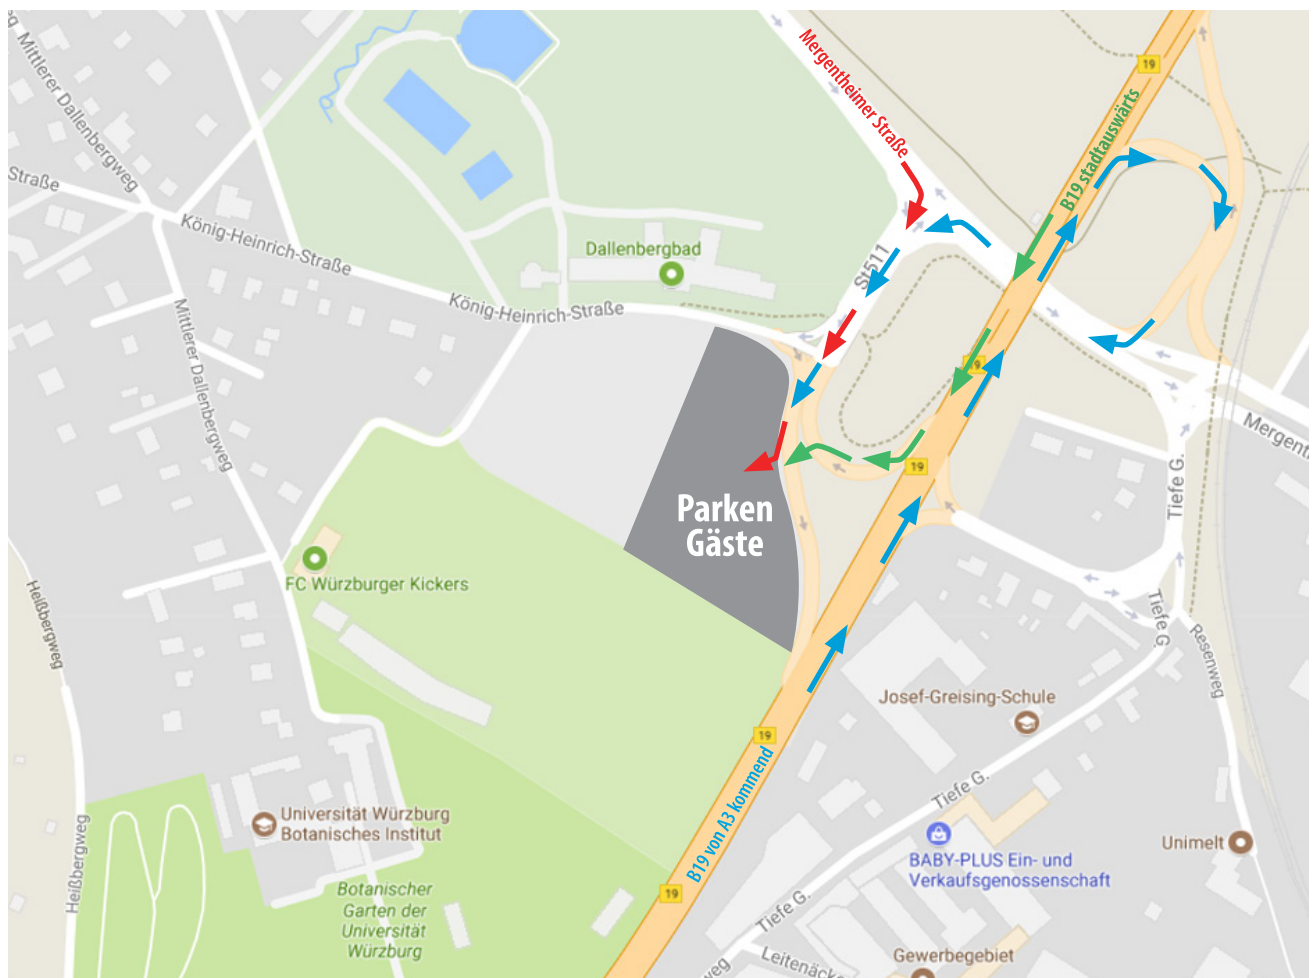 Mittlerer Dallenbergweg
Straße
König-Heinrich-Straße
Mittlerer Dallenbergweg
König-Heinrich-Straße
Dallenbergbad
St511
Mergentheimer Straße
19
B19 stadtauswärts
19
19
Mergenth
Tiefe G.
Tiefe G.
Resenweg
Parken
Gäste
FC Würzburger Kickers
Heißbergweg
Heißbergweg
Josef-Greising-Schule
19
B19 von A3 kommend
19
Tiefe G.
Universität Würzburg
Botanisches Institut
Botanischer
Garten der
Universität
Würzburg
BABY-PLUS Ein- und
Verkaufsgenossenschaft
Unimelt
Tiefe G.
Leitenäck
Gewerbegebiet